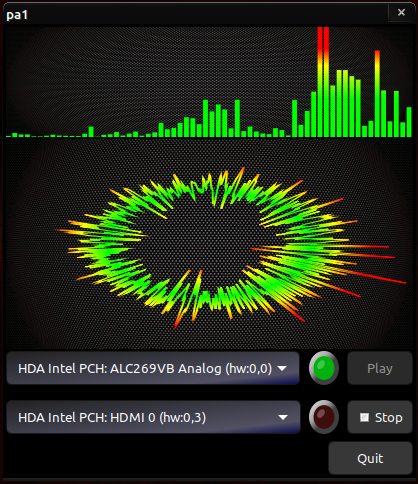 pa1
HDA Intel PCH: ALC269VB Analog (hw:0,0)
Play
HDA Intel PCH: HDMI 0 (hw:0,3)
Stop
Quit